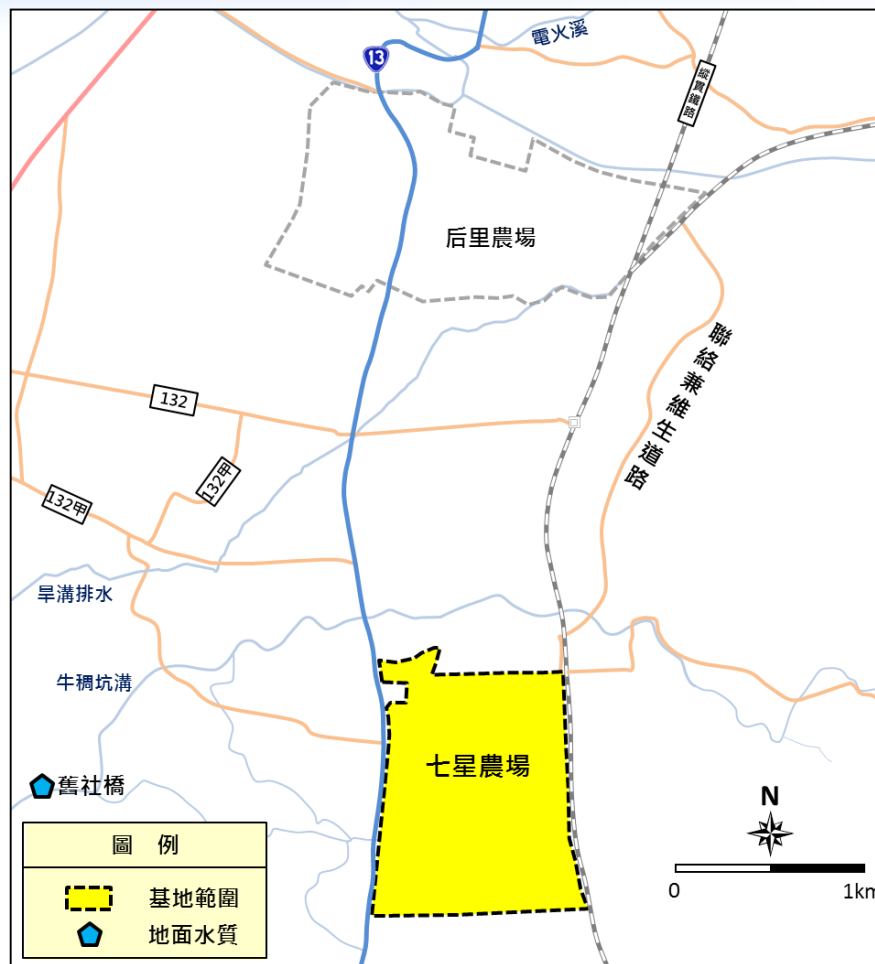 電火溪
13
縱貫鐵路
后里農場
聯絡兼維生道路
132
132甲
132甲
旱溝排水
牛稠坑溝
七星農場
舊社橋
N
圖 例
基地範圍
地面水質
0
1km